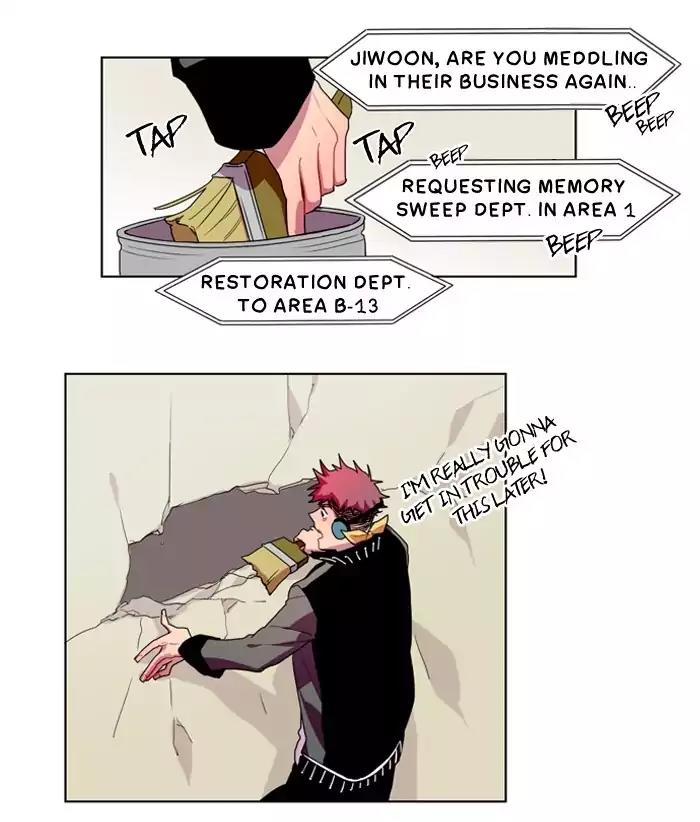 JIWOON, ARE YOU MEDDLING
IN THEIR BUSINESS AGAIN..
BEEP
BEEP
TAP
TAP
BEEP
REQUESTING MEMORY
SWEEP DEPT. IN AREA 1
BEEP
RESTORATION DEPT.
TO AREA B-13
I'M REALLY GONNA
GET IN TROUBLE FOR
THIS LATER!